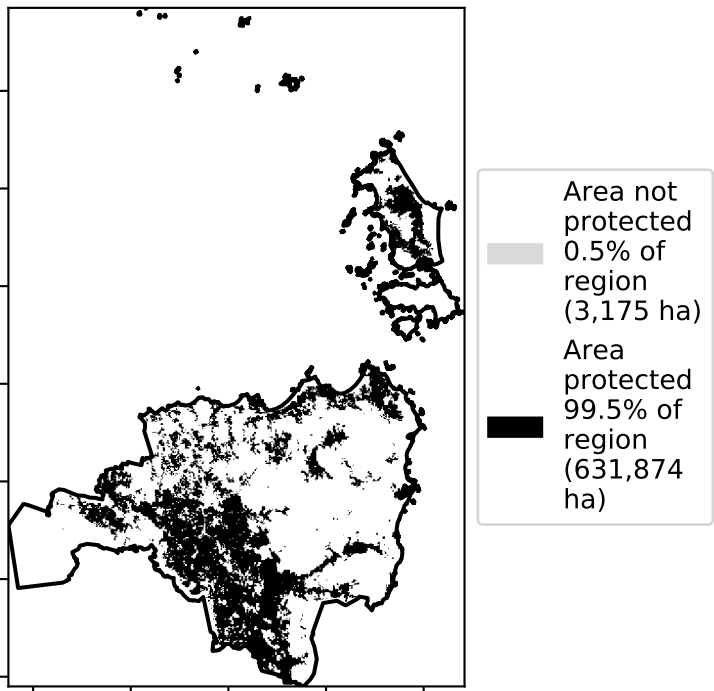 Area not
protected
0.5% of
region
(3,175 ha)
Area
protected
99.5% of
region
(631,874
ha)